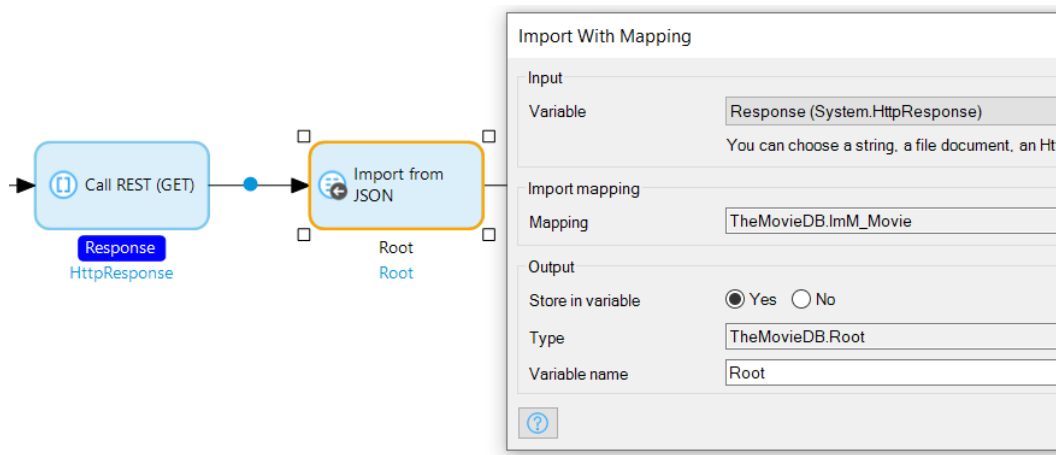 Call REST (GET)
Response
HttpResponse
Import from
JSON
Root
Root
Import With Mapping
Input
Variable
Response (System.HttpResponse)
You can choose a string, a file document, an Ht
Import mapping
Mapping
TheMovieDB.ImM_Movie
Output
Store in variable
Yes
No
Type
TheMovieDB.Root
Variable name
Root
?